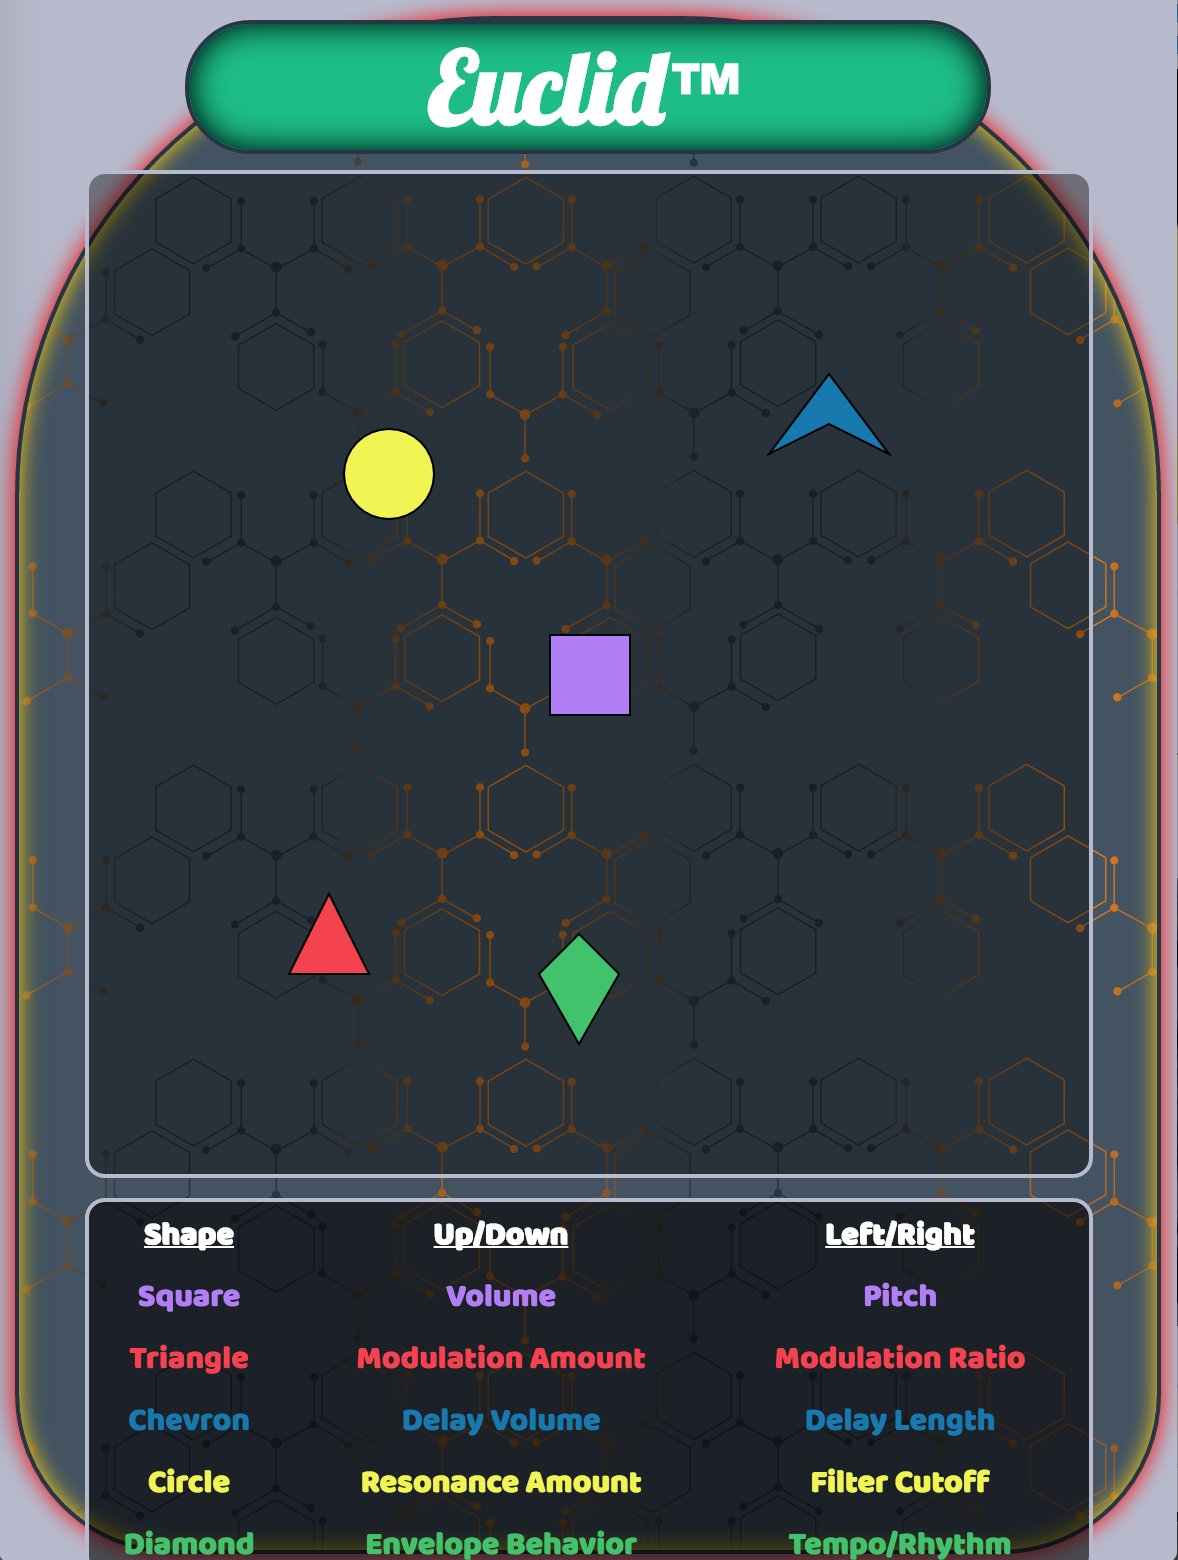 Euclid™
Shape Up/Down Left/Right
Square Volume Pitch
Triangle Modulation Amount Modulation Ratio
Chevron Delay Volume Delay Length
Circle Resonance Amount Filter Cutoff
Diamond Envelope Behavior Tempo/Rhythm